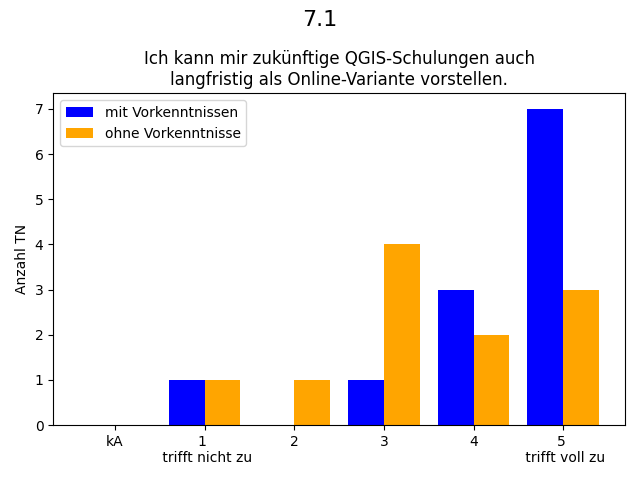 7.1
Ich kann mir zukünftige QGIS-Schulungen auch
langfristig als Online-Variante vorstellen.
mit Vorkenntnissen
ohne Vorkenntnisse
Anzahl TN
7
6
5
4
3
2
1
0
kA 1 2 3 4 5
trifft nicht zu trifft voll zu